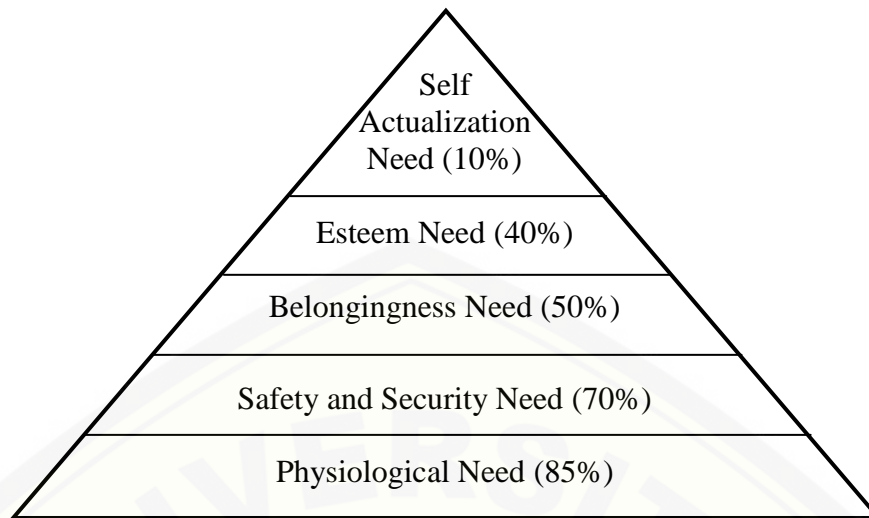 Self
Actualization
Need (10%)
Esteem Need (40%)
Belongingness Need (50%)
Safety and Security Need (70%)
Physiological Need (85%)